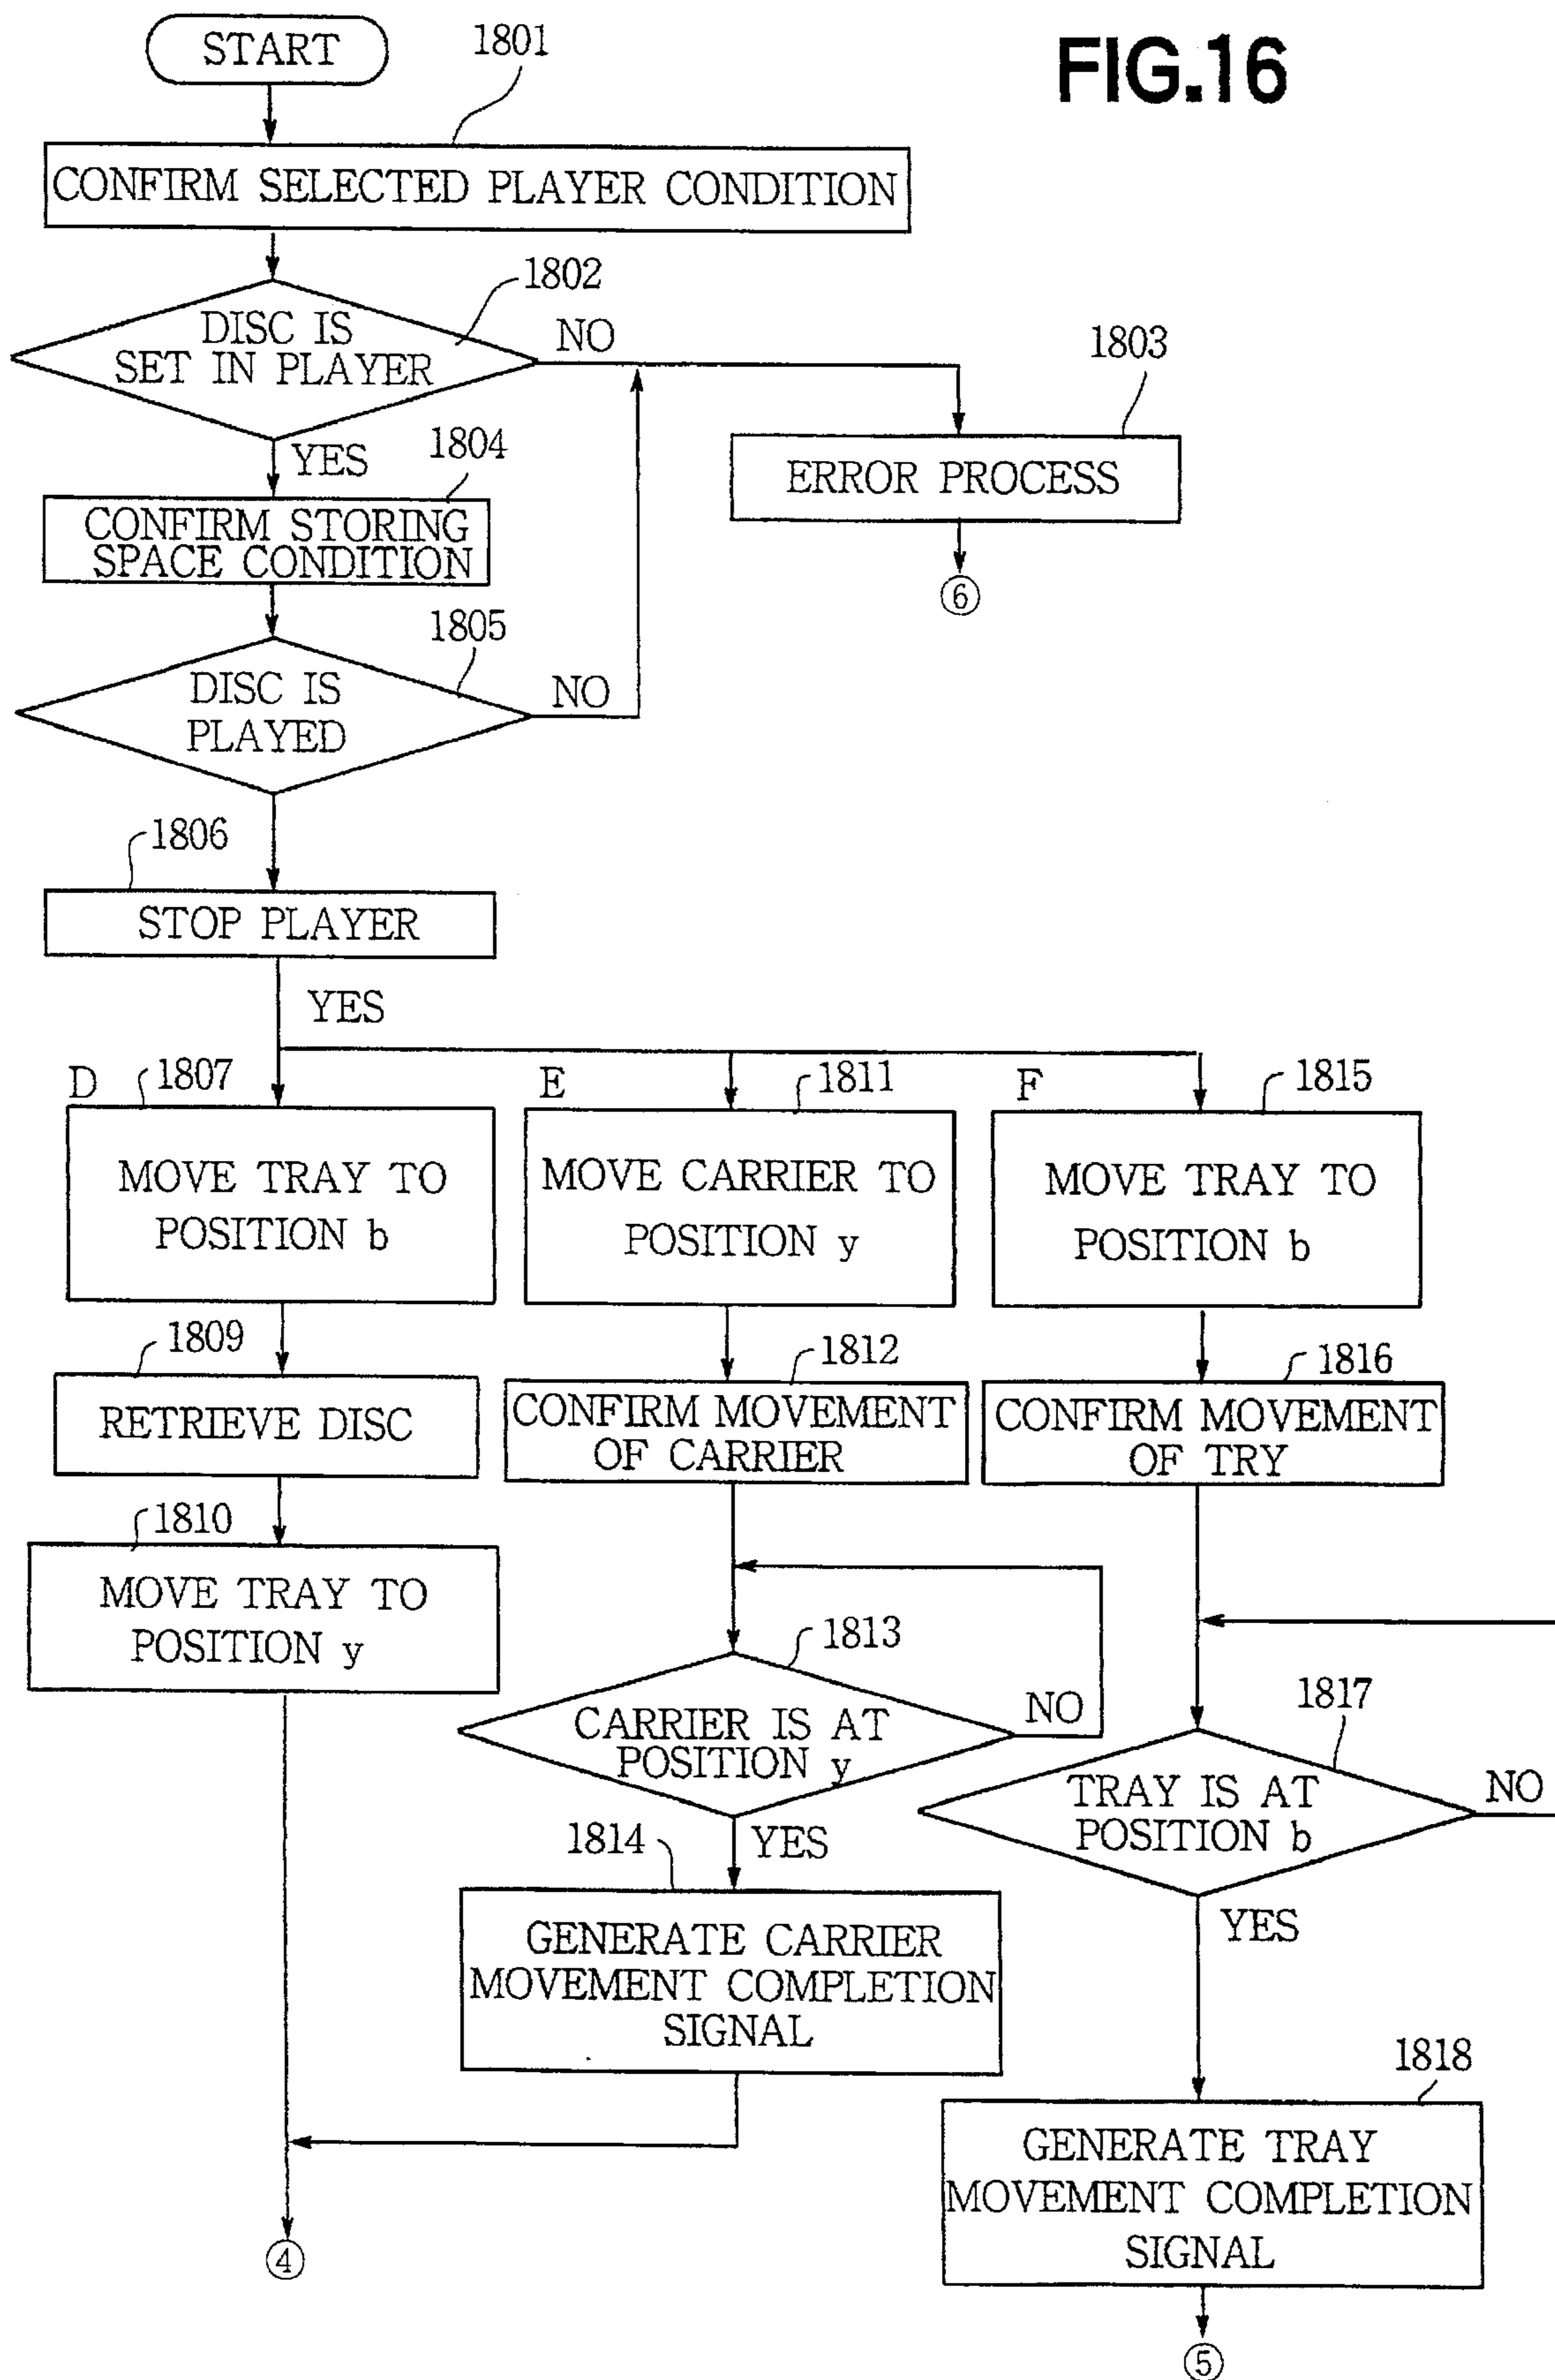 FIG.16
START
1801
CONFIRM SELECTED PLAYER CONDITION
1802
DISC IS
SET IN PLAYER
NO
1803
ERROR PROCESS
⑥
YES
1804
CONFIRM STORING
SPACE CONDITION
1805
DISC IS
PLAYED
NO
1806
STOP PLAYER
YES
D
1807
MOVE TRAY TO
POSITION b
1809
RETRIEVE DISC
1810
MOVE TRAY TO
POSITION y
④
E
1811
MOVE CARRIER TO
POSITION y
1812
CONFIRM MOVEMENT
OF CARRIER
1813
CARRIER IS AT
POSITION y
NO
YES
1814
GENERATE CARRIER
MOVEMENT COMPLETION
SIGNAL
F
1815
MOVE TRAY TO
POSITION b
1816
CONFIRM MOVEMENT
OF TRY
1817
TRAY IS AT
POSITION b
NO
YES
1818
GENERATE TRAY
MOVEMENT COMPLETION
SIGNAL
⑤